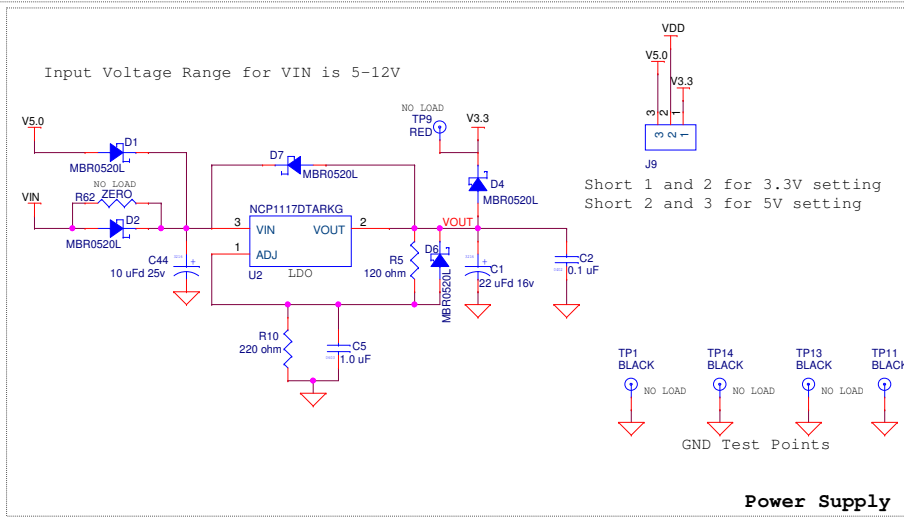 Input Voltage Range for VIN is 5-12V
VDD
V5.0
V3.3
3 2 1
3 2 1
J9
Short 1 and 2 for 3.3V setting
Short 2 and 3 for 5V setting
V5.0
D1
MBR0520L
NO LOAD
R62 ZERO
VIN
D2
MBR0520L
C44
10 uFd 25v
+
D7
MBR0520L
NCP1117DTARKG
3 VIN VOUT 2
1 ADJ
U2 LDO
NO LOAD
TP9
RED
V3.3
D4
MBR0520L
VOUT
R5
120 ohm
D6
MBR0520L
+
C1
22 uFd 16v
C2
0.1 uF
R10
220 ohm
C5
1.0 uF
TP1
BLACK
NO LOAD
TP14
BLACK
NO LOAD
TP13
BLACK
NO LOAD
TP11
BLACK
GND Test Points
Power Supply